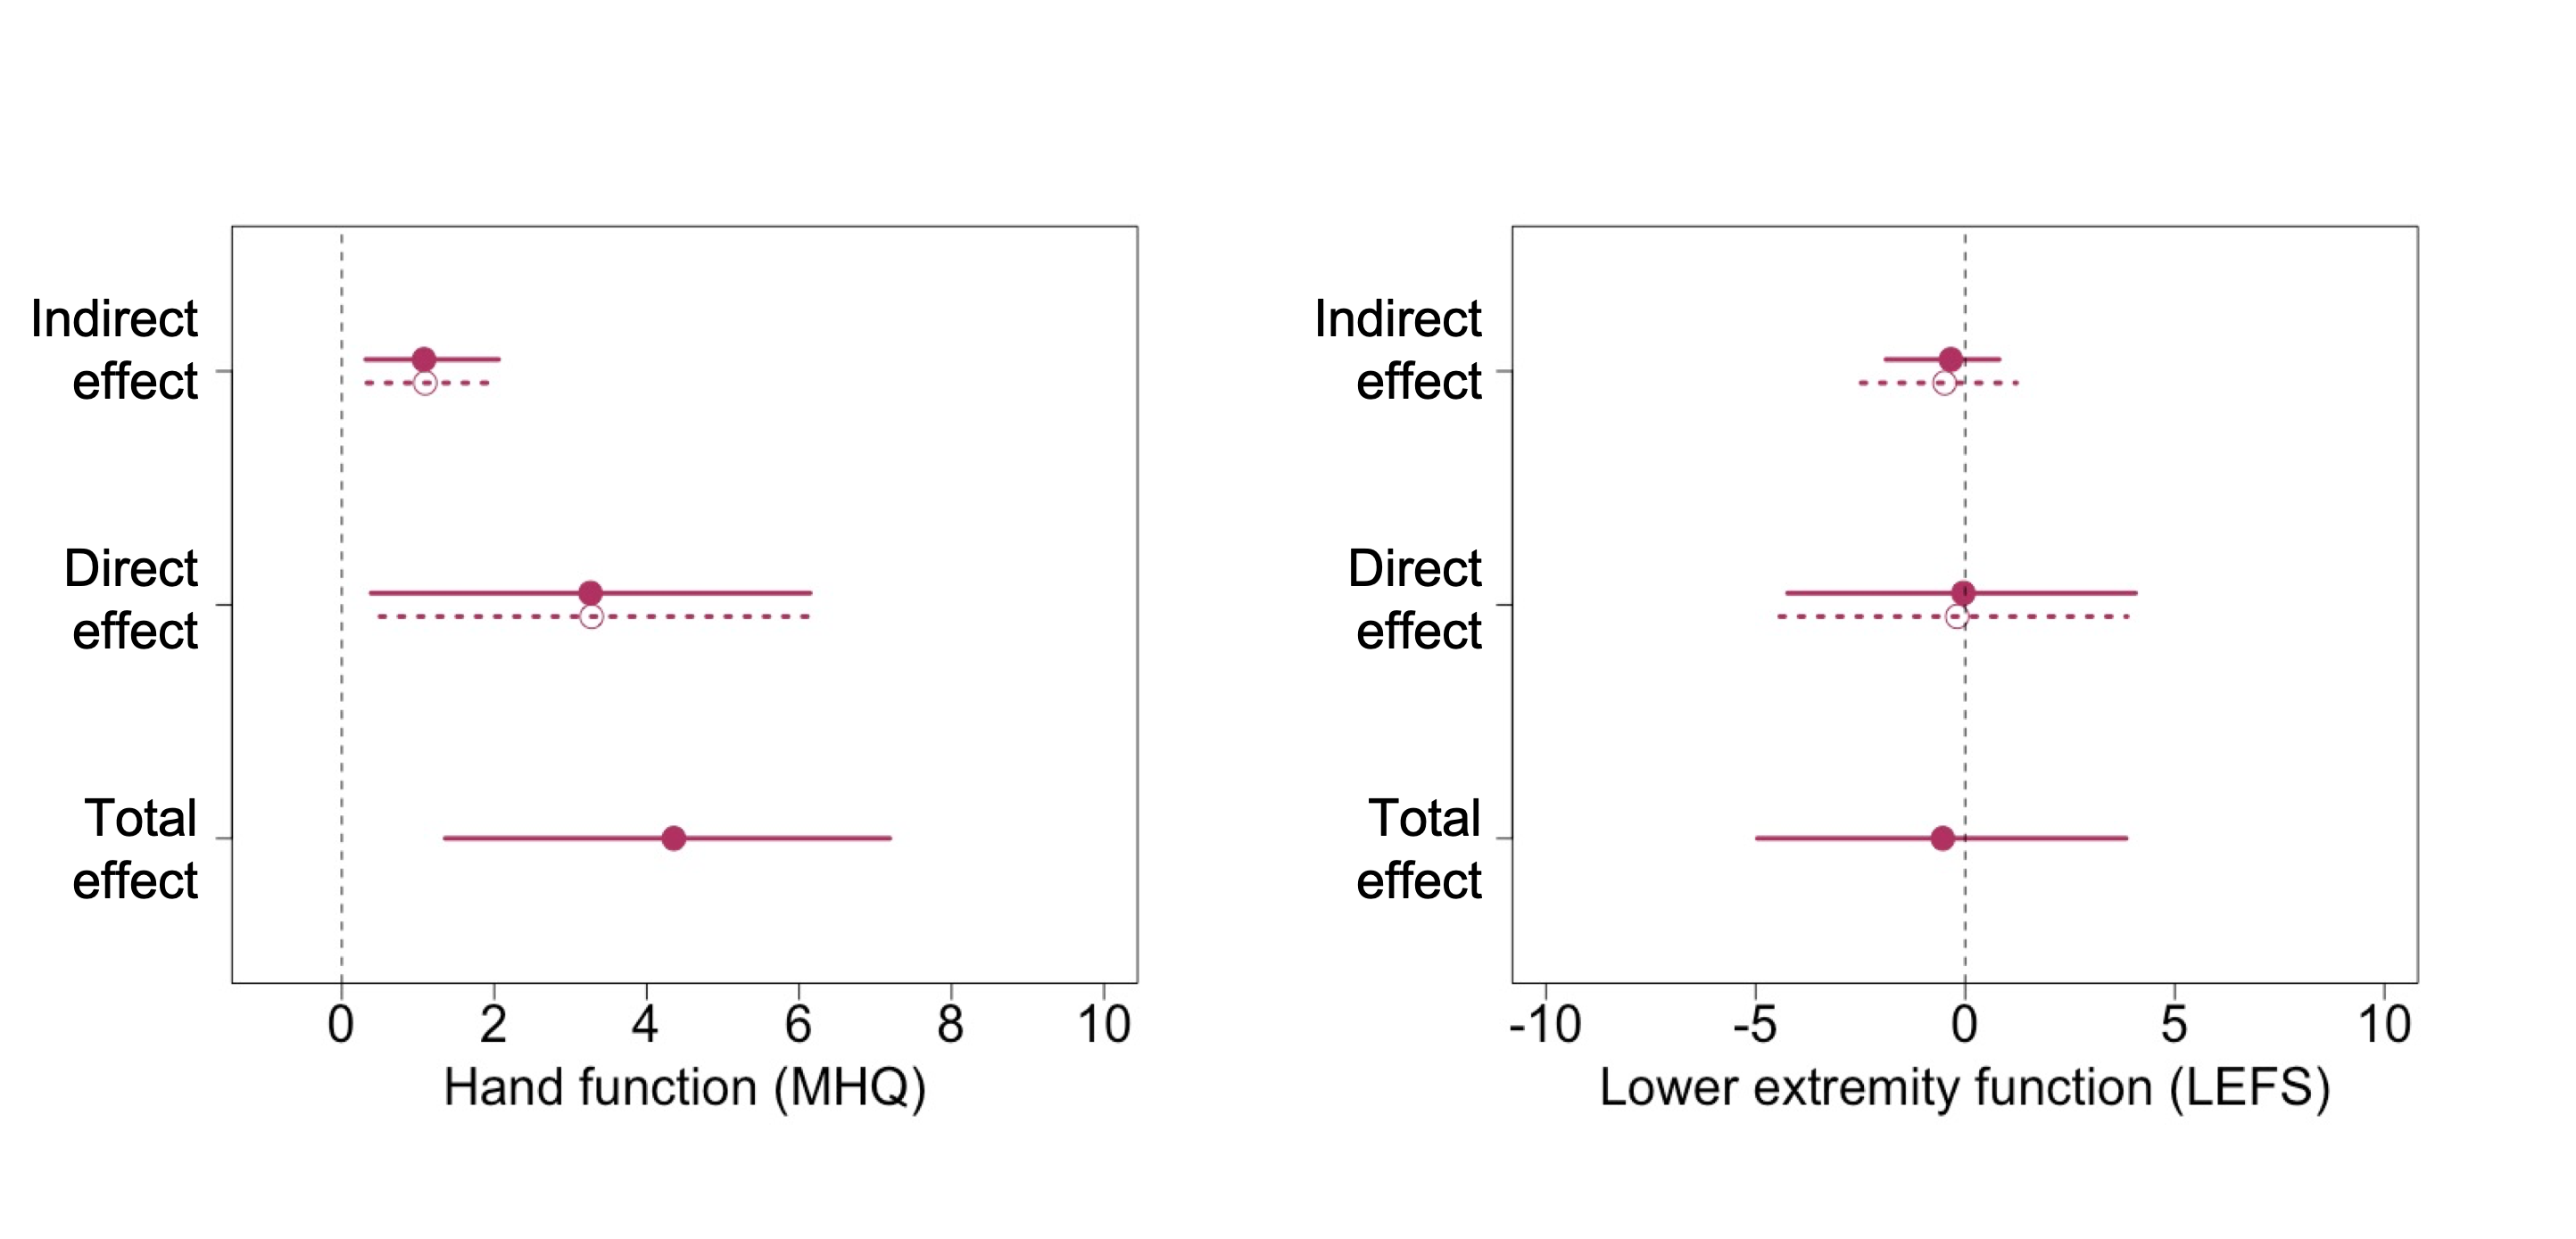 Indirect
effect
Direct
effect
Total
effect
0 2 4 6 8 10
Hand function (MHQ)
Indirect
effect
Direct
effect
Total
effect
-10 -5 0 5 10
Lower extremity function (LEFS)